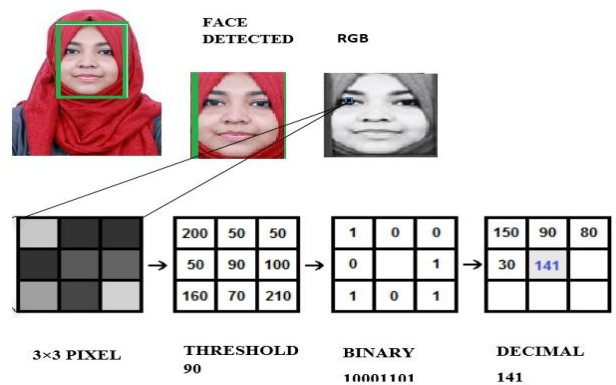 FACE
DETECTED
RGB
200 50 50
50 90 100
160 70 210
1 0 0
0 1
1 0 1
150 90 80
30 141
3×3 PIXEL
THRESHOLD
90
BINARY
10001101
DECIMAL
141